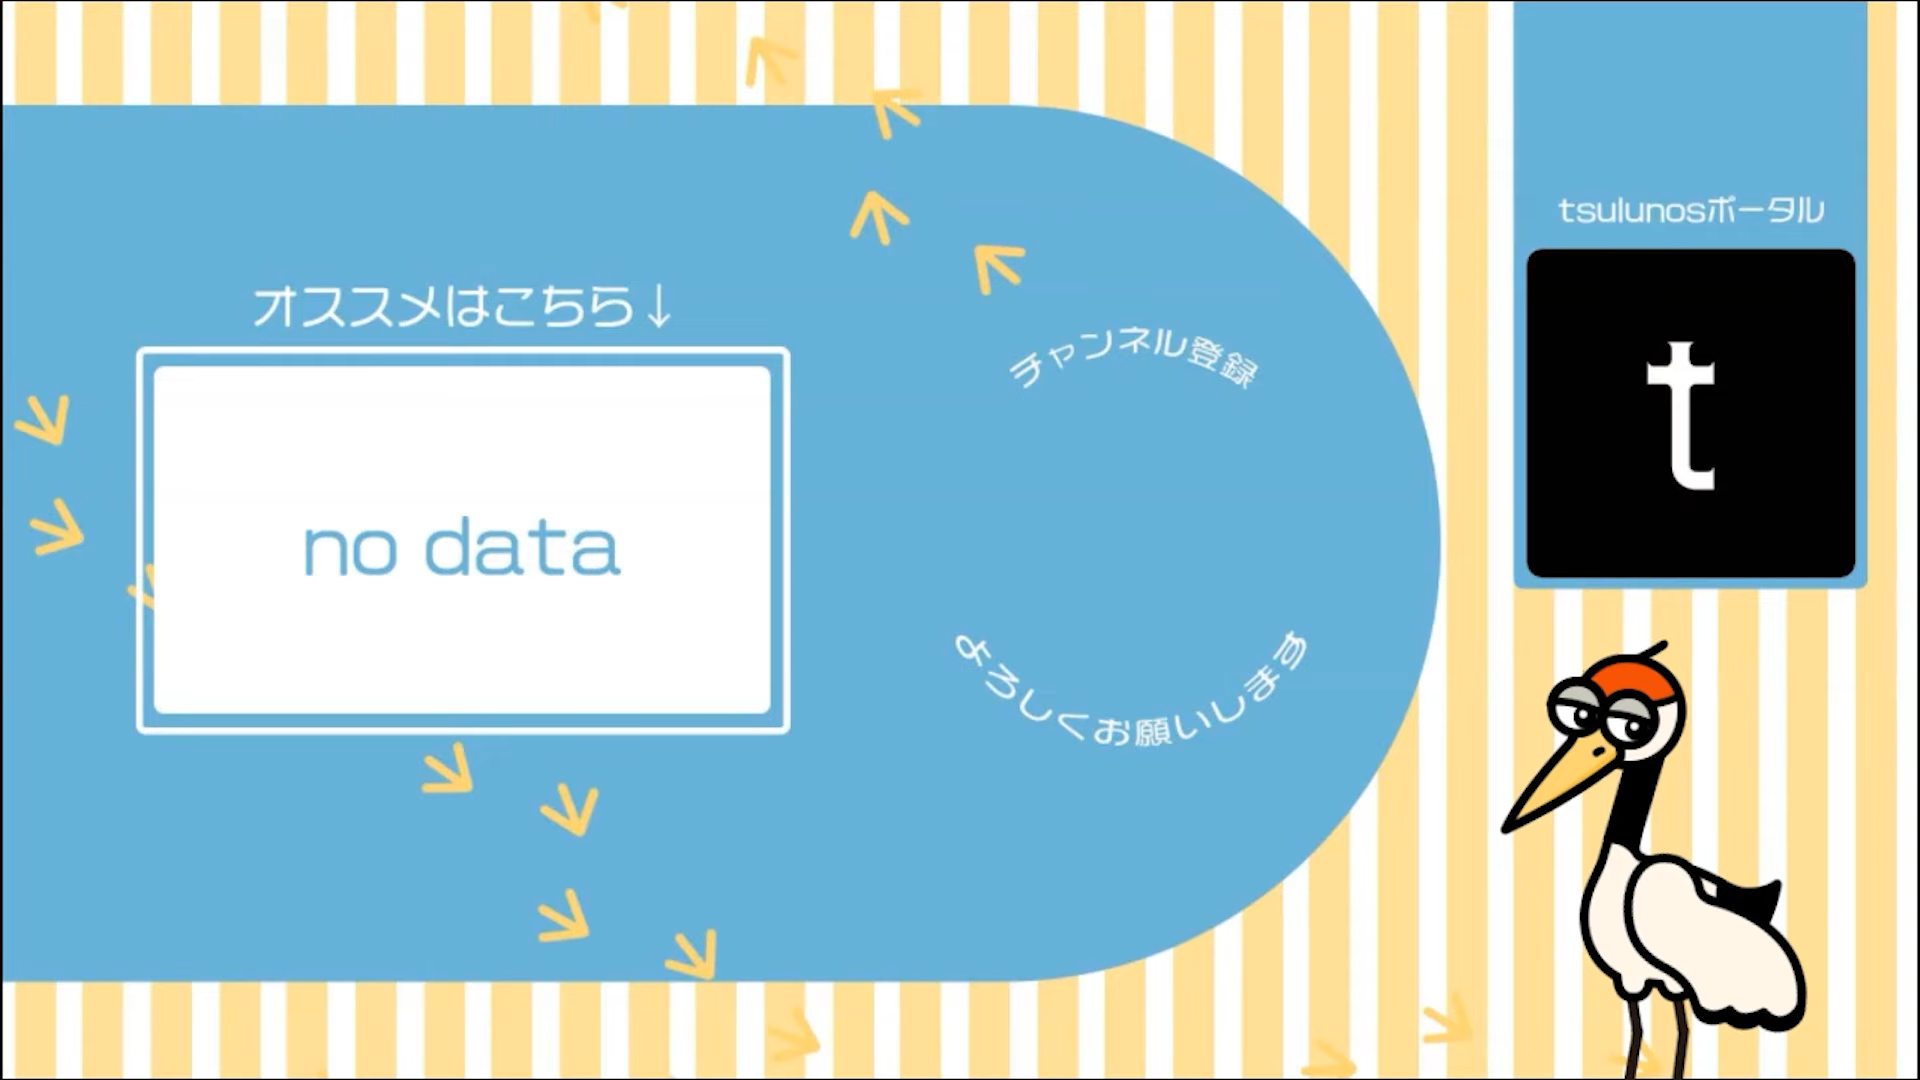 tsulunosポータル
t
オススメはこちら↓
no data
チャンネル登録
よろしくお願いします